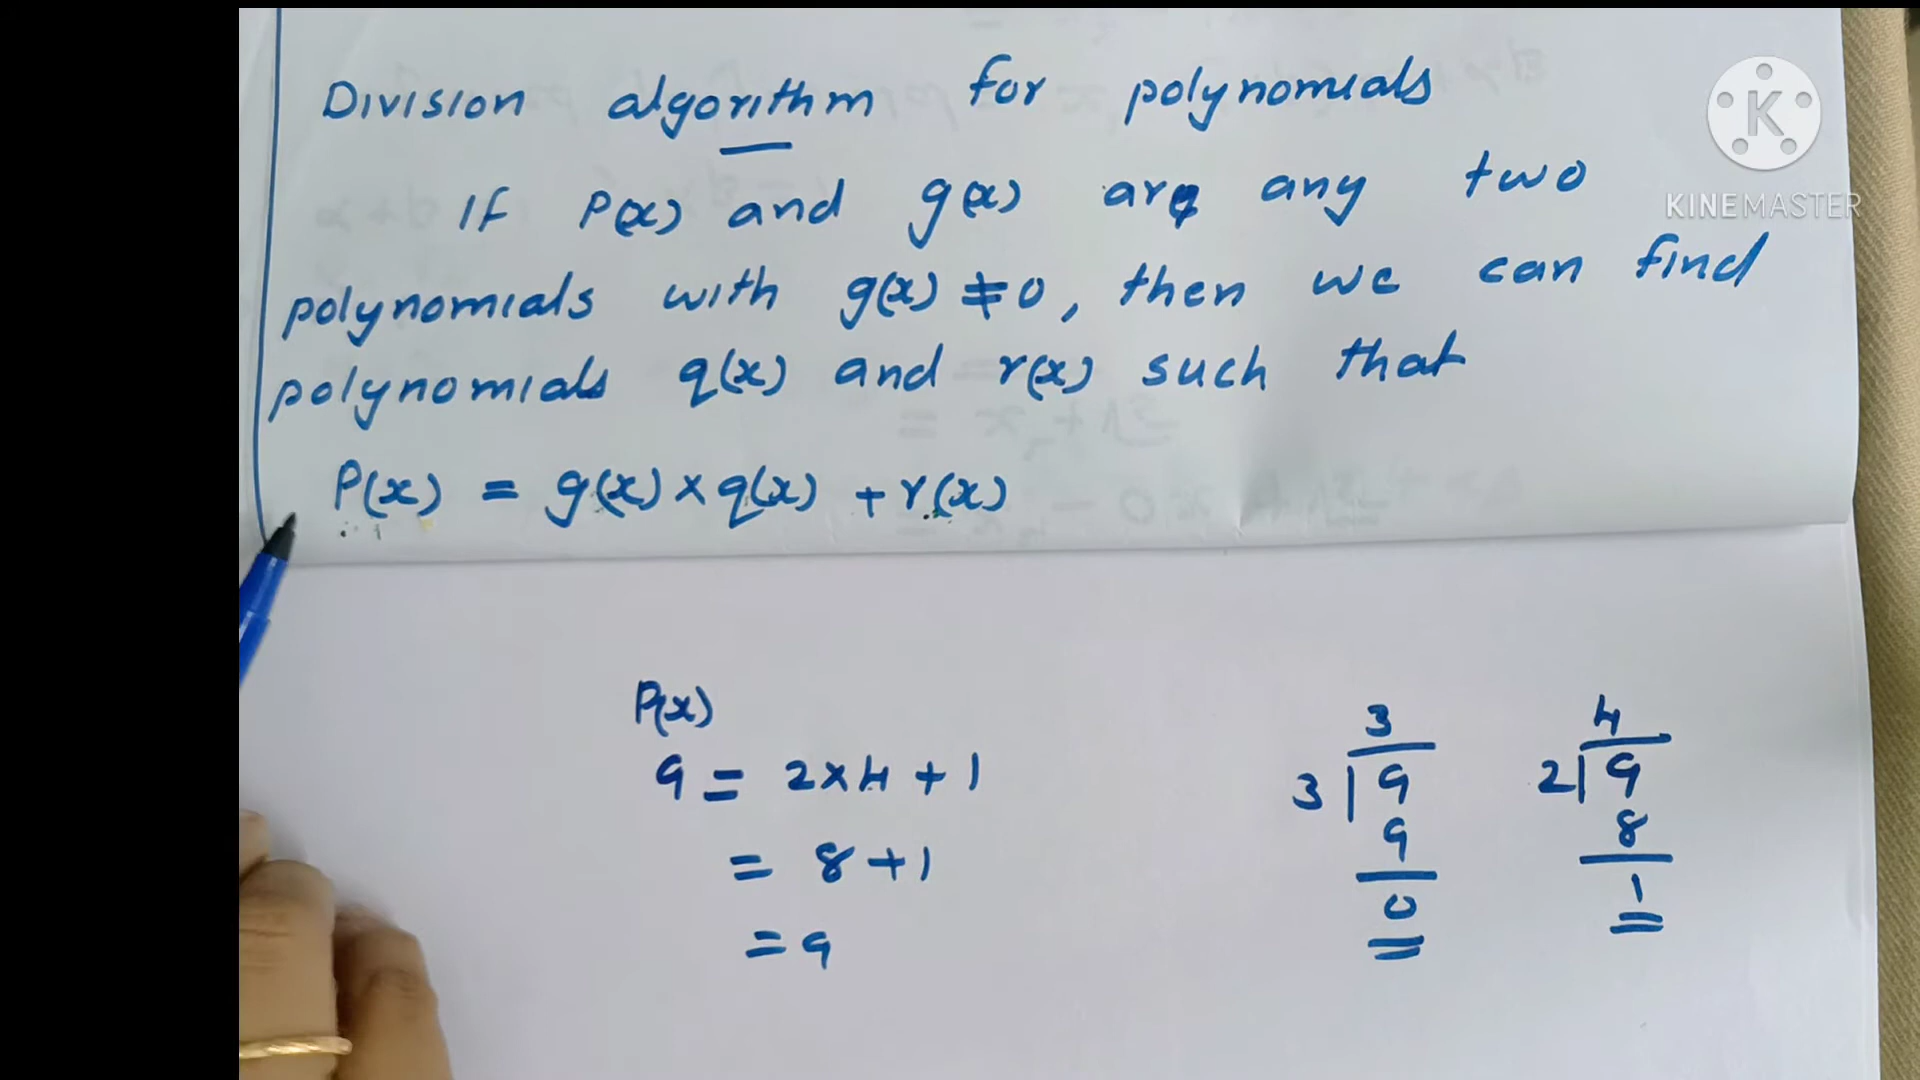 Division algorithm for polynomials
If P(x) and g(x) are any two
polynomials with g(x) ≠ 0, then we can find
polynomials q(x) and r(x) such that
P(x) = g(x) × q(x) + r(x)
P(x)
9 = 2×4 + 1
= 8+1
= 9
3
3 9
9
0
4
2 9
8
1
K
KINEMASTER